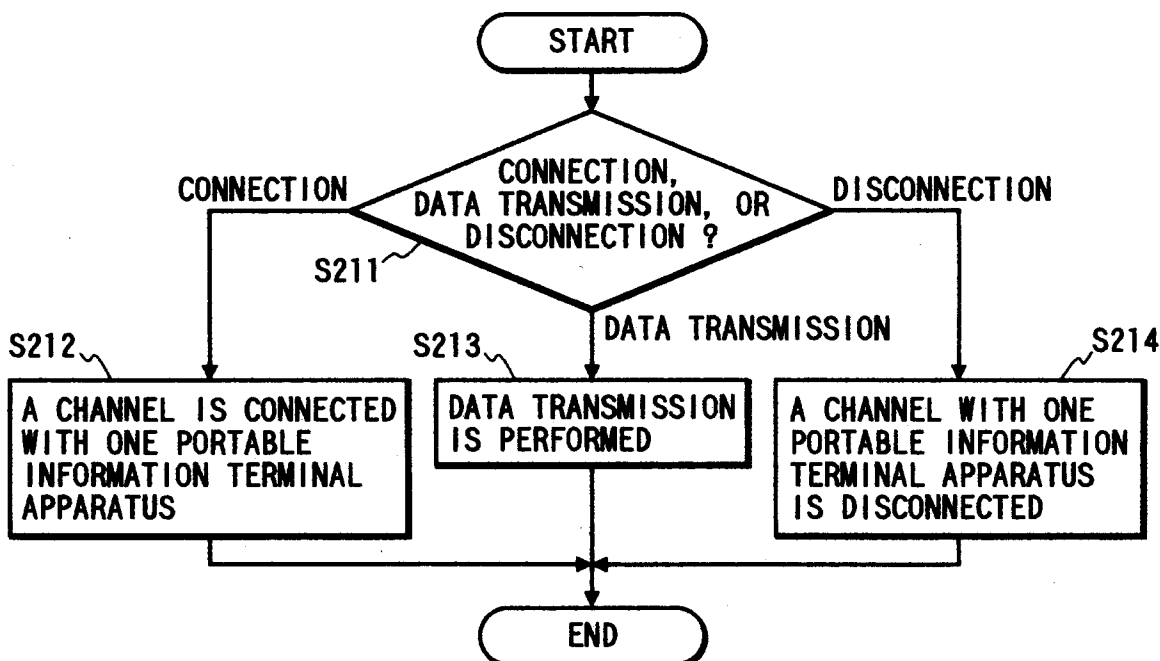 START
CONNECTION,
DATA TRANSMISSION, OR
DISCONNECTION ?
CONNECTION
DISCONNECTION
S211
DATA TRANSMISSION
S212
A CHANNEL IS CONNECTED
WITH ONE PORTABLE
INFORMATION TERMINAL
APPARATUS
S213
DATA TRANSMISSION
IS PERFORMED
S214
A CHANNEL WITH ONE
PORTABLE INFORMATION
TERMINAL APPARATUS
IS DISCONNECTED
END